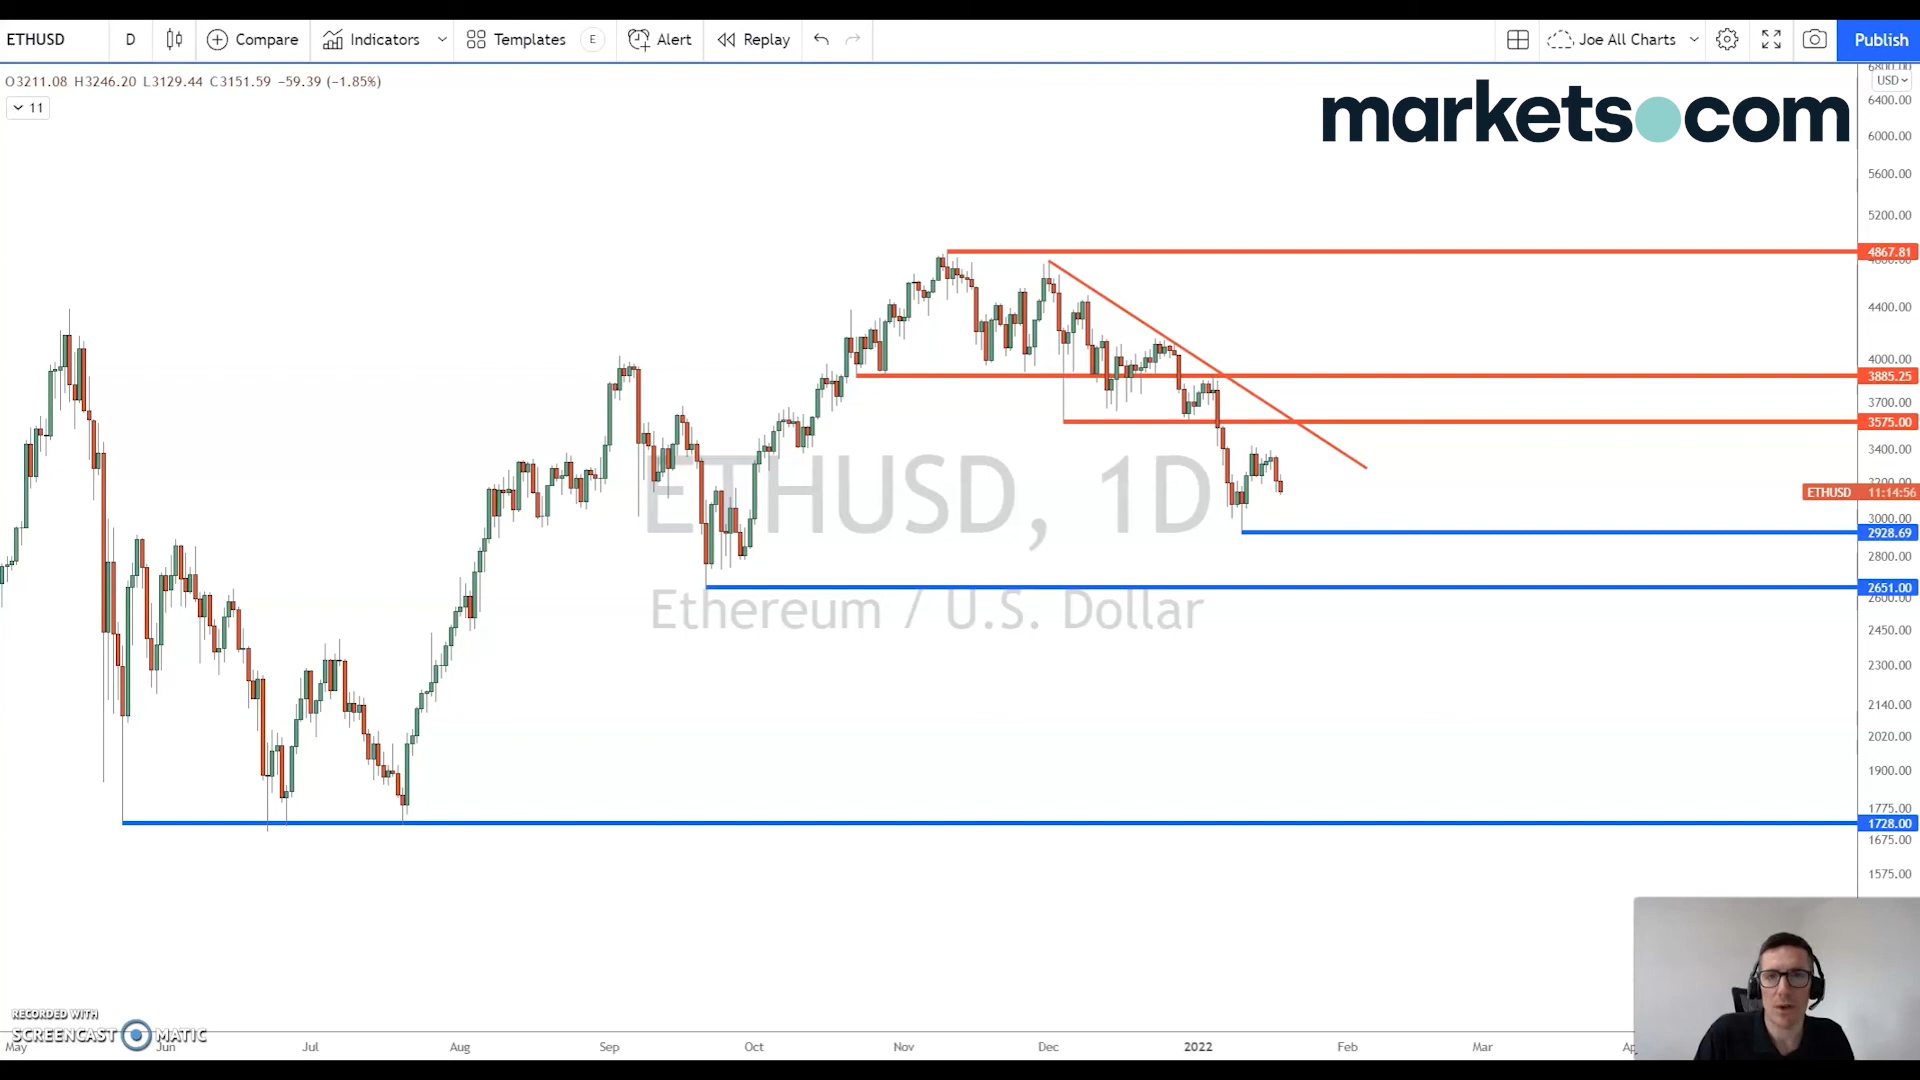 ETHUSD D Compare Indicators Templates E Alert Replay Joe All Charts Publish
O3211.08 H3246.20 L3129.44 C3151.59 −59.39 (−1.85%)
11
markets.com
USD
6400.00
6000.00
5600.00
5200.00
4867.81
4400.00
4000.00
3885.25
3700.00
3575.00
3400.00
ETHUSD 11:14:56
3000.00
2928.69
2800.00
2651.00
2600.00
2450.00
2300.00
2140.00
2020.00
1900.00
1775.00
1728.00
1675.00
1575.00
ETHUSD, 1D
Ethereum / U.S. Dollar
RECORDED WITH
SCREENCAST MATIC
May Jun Jul Aug Sep Oct Nov Dec 2022 Feb Mar